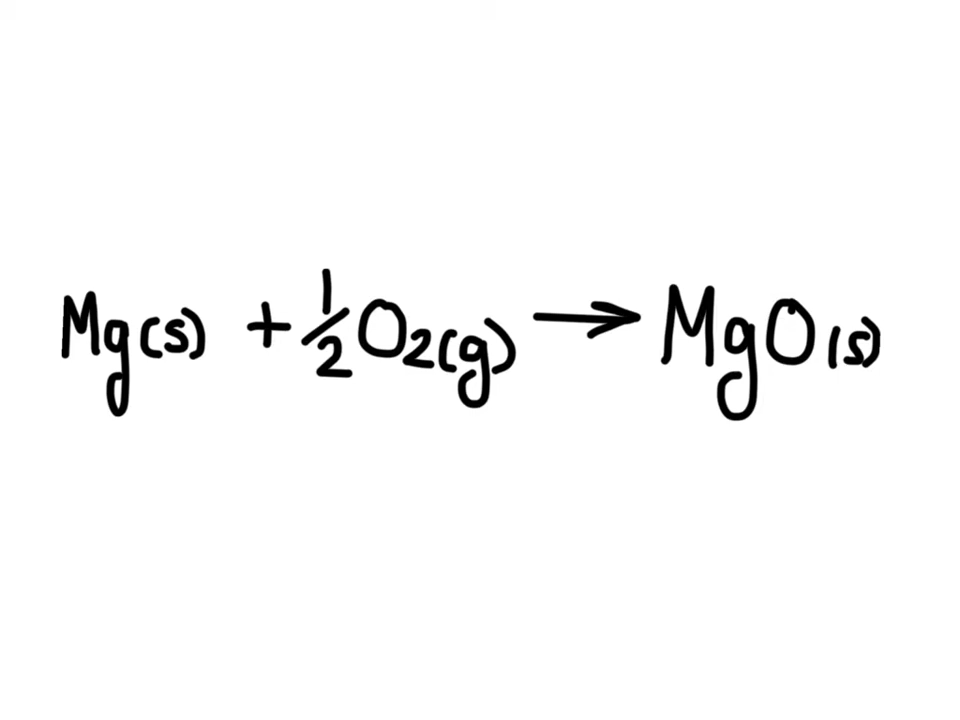 Mg(s) + ½O₂(g) → MgO(s)